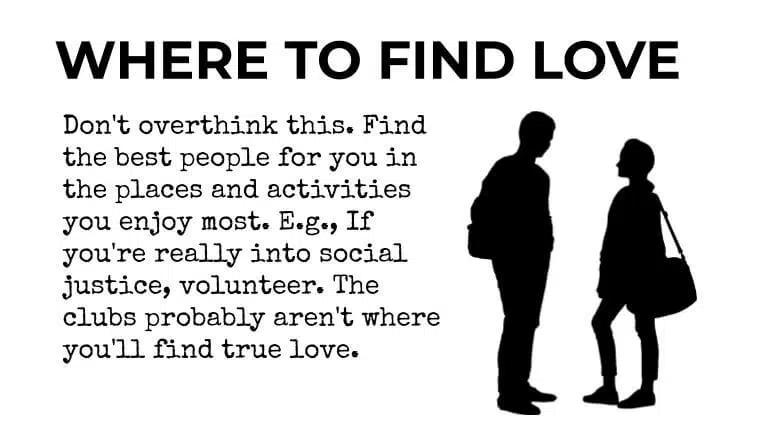 WHERE TO FIND LOVE
Don't overthink this. Find
the best people for you in
the places and activities
you enjoy most. E.g., If
you're really into social
justice, volunteer. The
clubs probably aren't where
you'll find true love.